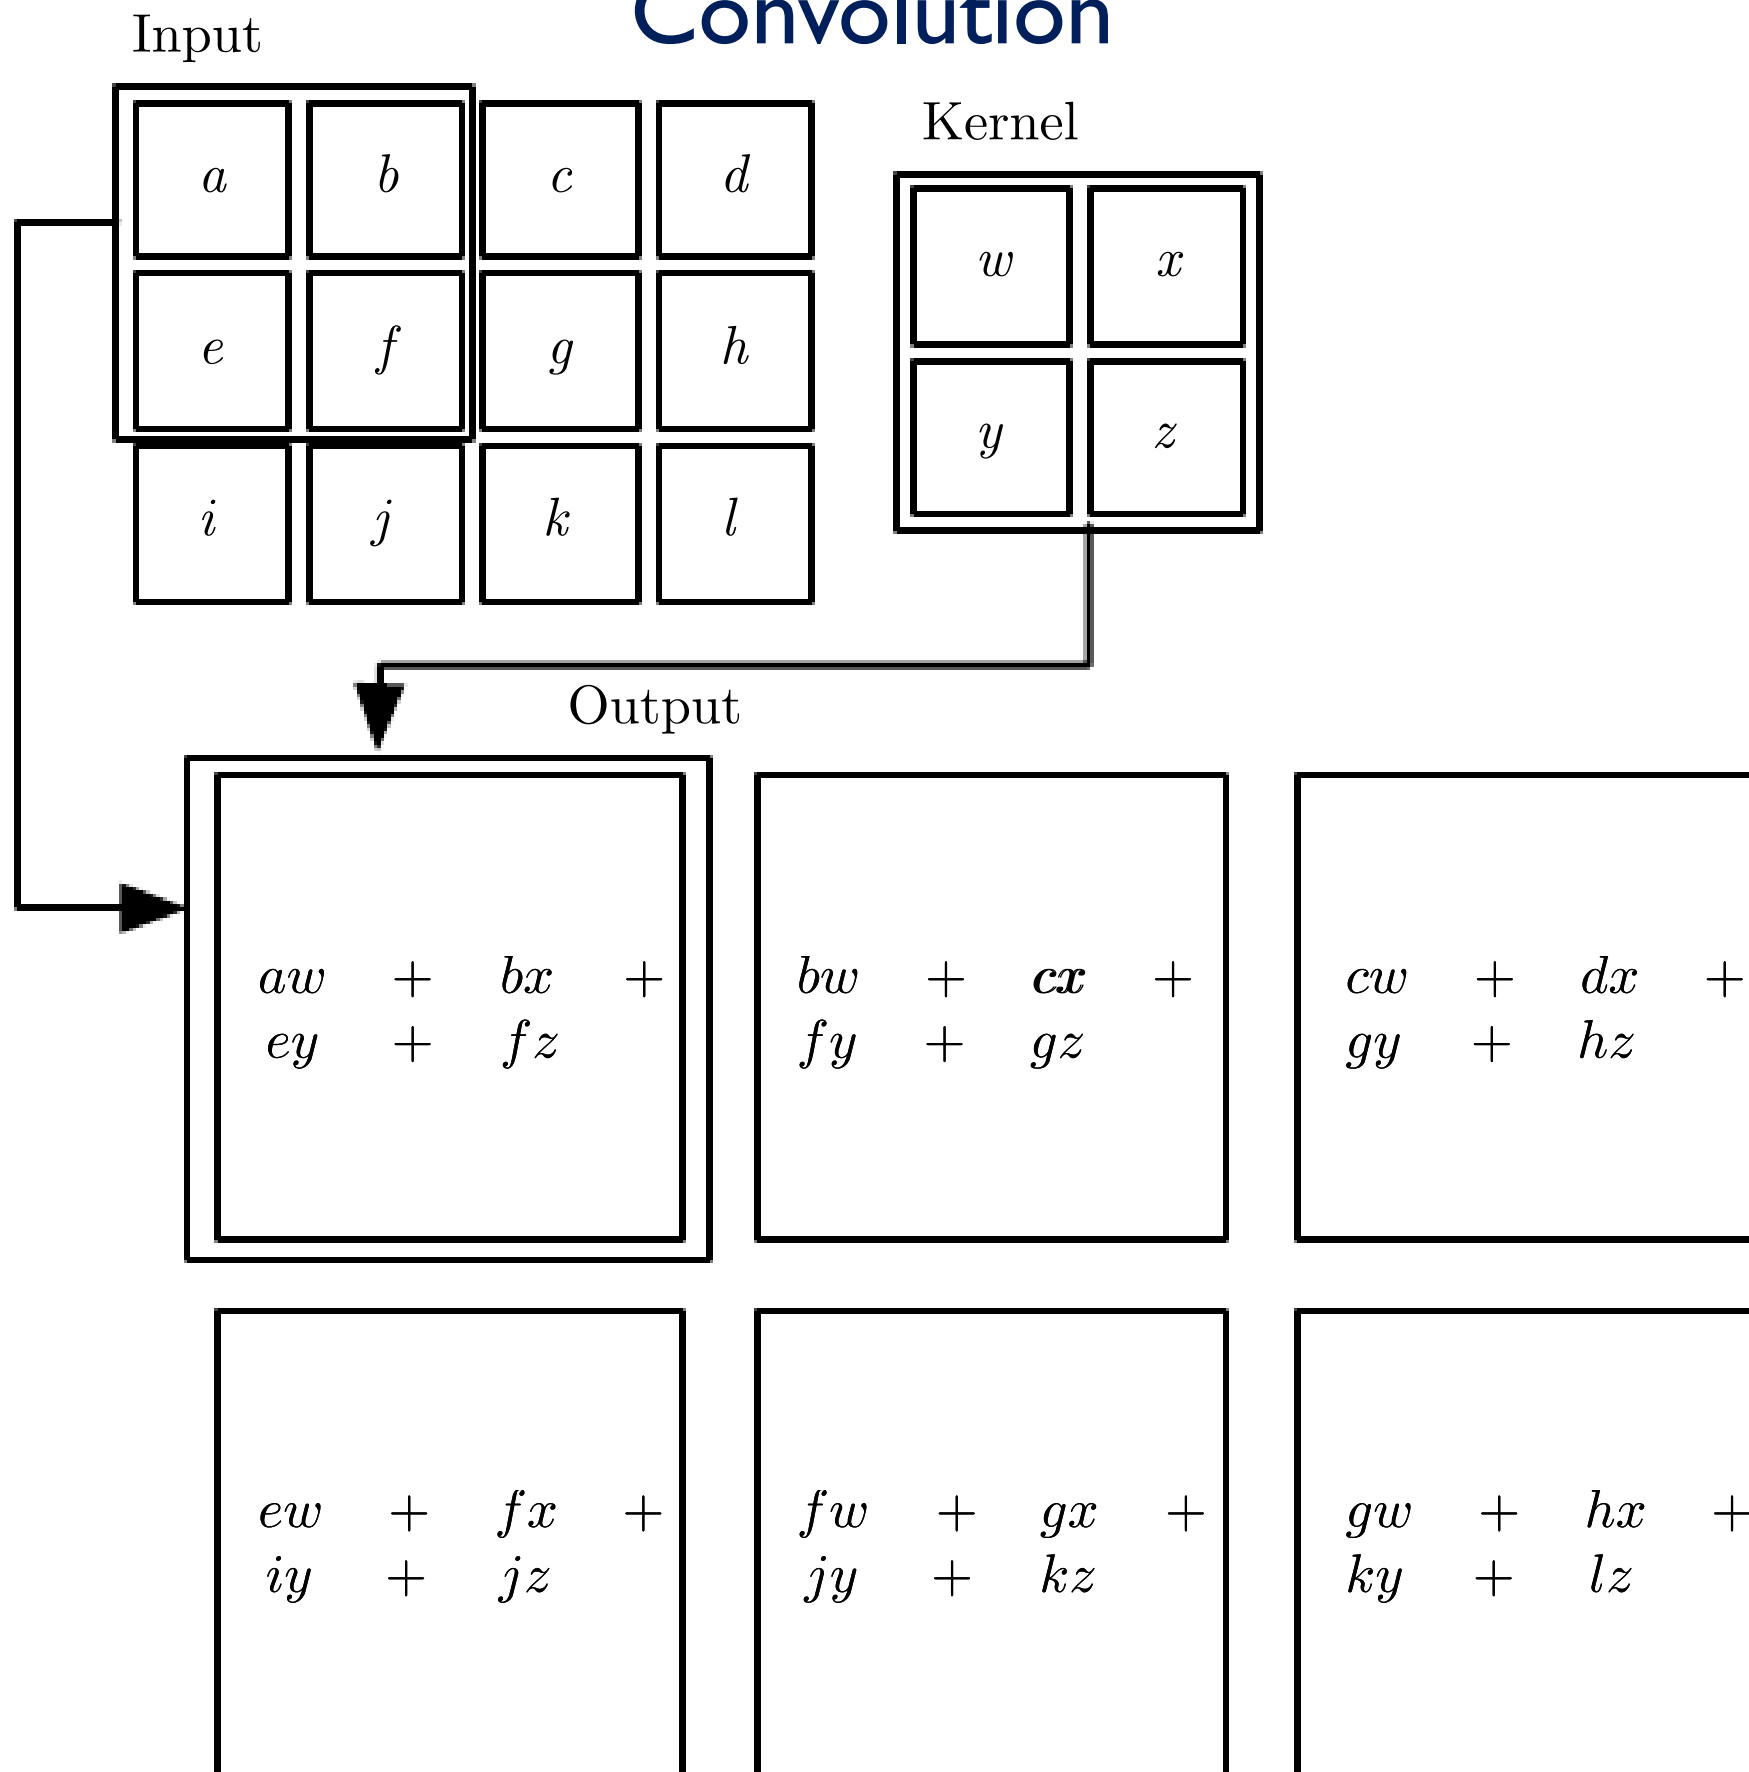 Convolution
Input
a b c d
e f g h
i j k l
Kernel
w x
y z
Output
aw + bx +
ey + fz
bw + cx +
fy + gz
cw + dx +
gy + hz
ew + fx +
iy + jz
fw + gx +
jy + kz
gw + hx +
ky + lz